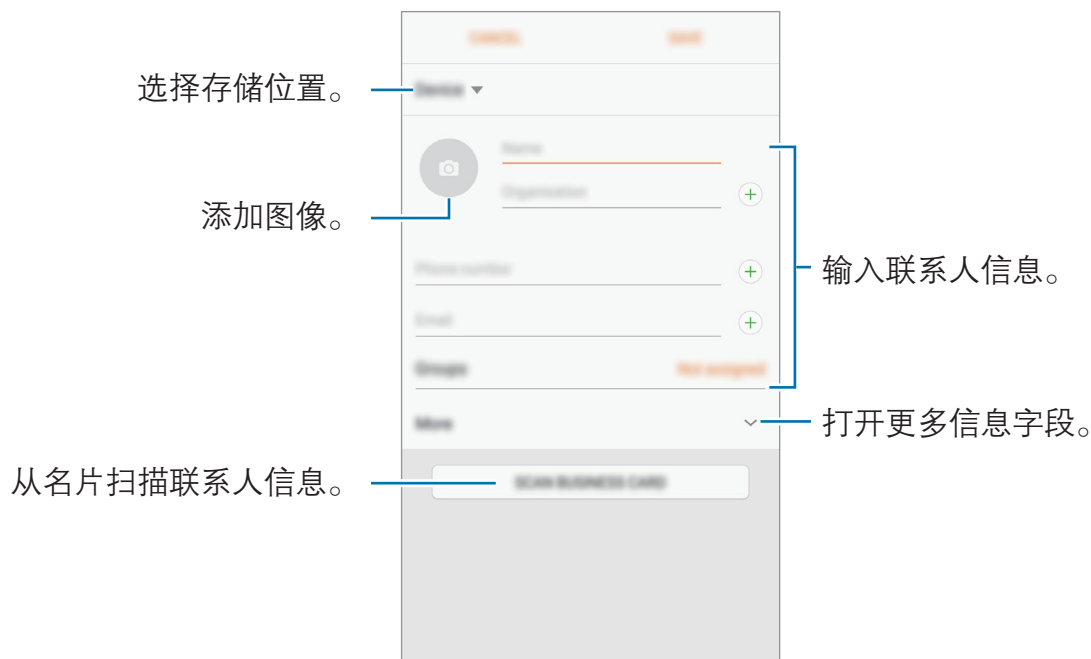 CANCEL
SAVE
选择存储位置。
Device
Name
Organisation
添加图像。
Phone number
输入联系人信息。
Email
Groups
Not assigned
More
打开更多信息字段。
从名片扫描联系人信息。
SCAN BUSINESS CARD